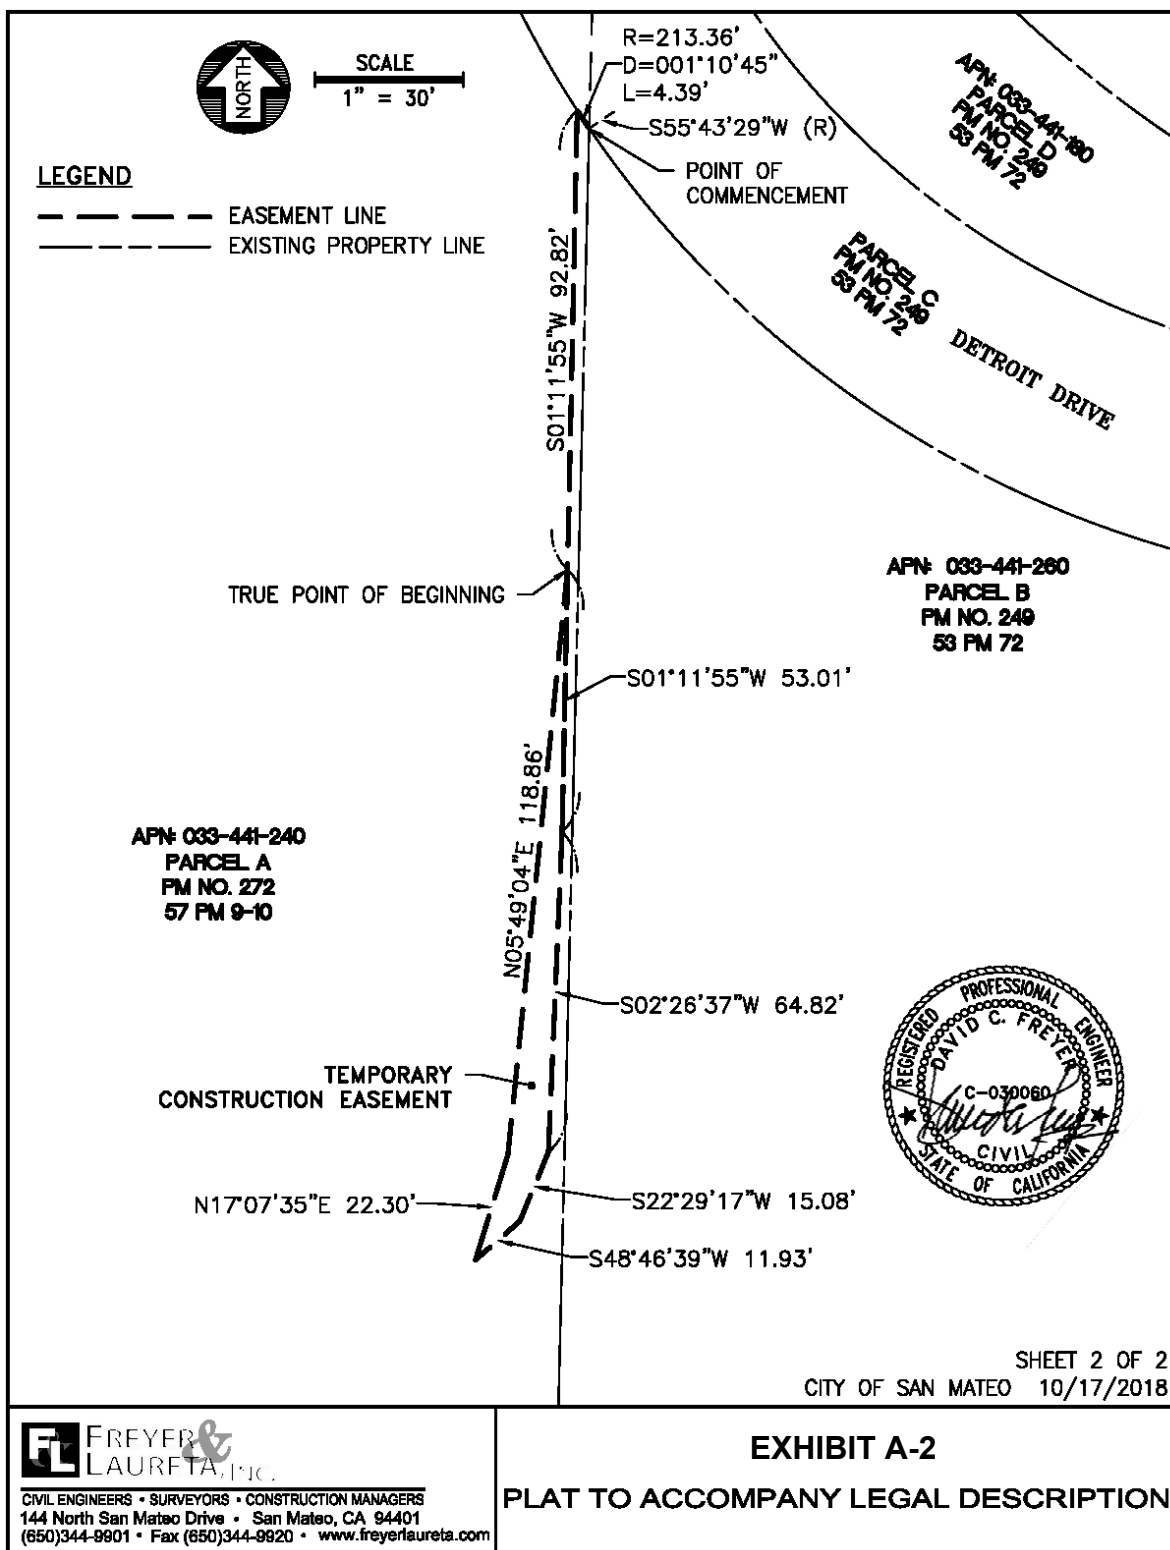 NORTH
SCALE
1" = 30'
R=213.36'
D=001°10'45"
L=4.39'
S55°43'29"W (R)
POINT OF
COMMENCEMENT
APN: 033-441-190
PARCEL D
PM NO. 249
53 PM 72
LEGEND
EASEMENT LINE
EXISTING PROPERTY LINE
PARCEL C
PM NO. 249
53 PM 72
DETROIT DRIVE
S01°11'55"W 92.82'
TRUE POINT OF BEGINNING
APN: 033-441-260
PARCEL B
PM NO. 249
53 PM 72
S01°11'55"W 53.01'
N05°49'04"E 118.86'
APN: 033-441-240
PARCEL A
PM NO. 272
57 PM 9-10
S02°26'37"W 64.82'
TEMPORARY
CONSTRUCTION EASEMENT
REGISTERED PROFESSIONAL ENGINEER
DAVID C. FREYER
C-030060
CIVIL
STATE OF CALIFORNIA
N17°07'35"E 22.30'
S22°29'17"W 15.08'
S48°46'39"W 11.93'
SHEET 2 OF 2
CITY OF SAN MATEO 10/17/2018
FL FREYER &
LAURETA, INC.
CIVIL ENGINEERS • SURVEYORS • CONSTRUCTION MANAGERS
144 North San Mateo Drive • San Mateo, CA 94401
(650)344-9901 • Fax (650)344-9920 • www.freyerlaureta.com
EXHIBIT A-2
PLAT TO ACCOMPANY LEGAL DESCRIPTION